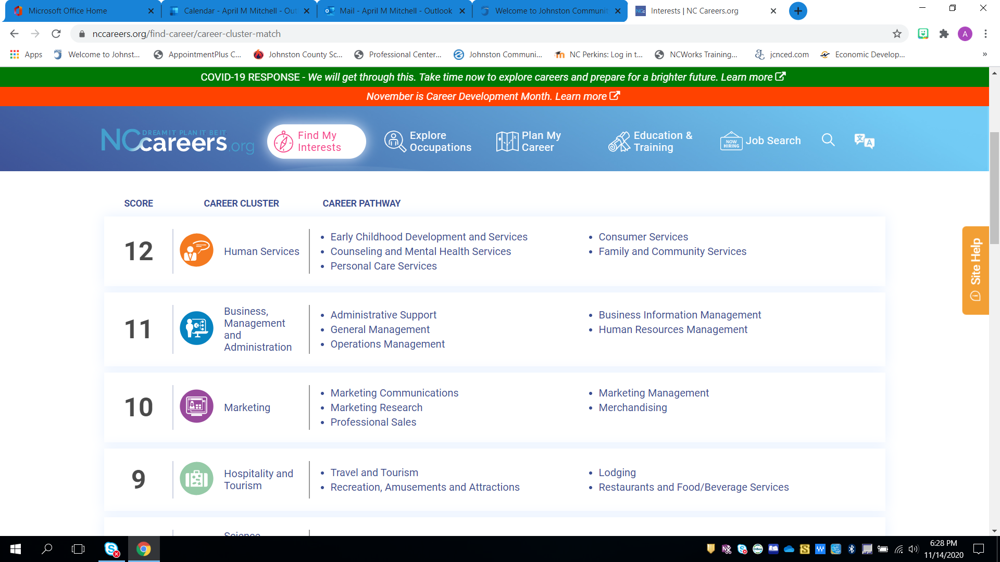 Microsoft Office Home
Calendar - April M Mitchell - Out
Mail - April M Mitchell - Outlook
Welcome to Johnston Communit
Interests | NC Careers.org
nccareers.org/find-career/career-cluster-match
A
Apps
Welcome to Johnst...
AppointmentPlus C...
Johnston County Sc...
Professional Center...
Johnston Communi...
NC Perkins: Log in t...
NCWorks Training...
jcnced.com
Economic Develop...
COVID-19 RESPONSE - We will get through this. Take time now to explore careers and prepare for a brighter future. Learn more
November is Career Development Month. Learn more
DREAM IT PLAN IT BE IT
NCcareers.org
Find My
Interests
Explore
Occupations
Plan My
Career
Education &
Training
NOW
HIRING
Job Search
SCORE CAREER CLUSTER CAREER PATHWAY
12
Human Services
• Early Childhood Development and Services
• Counseling and Mental Health Services
• Personal Care Services
• Consumer Services
• Family and Community Services
11
Business,
Management
and
Administration
• Administrative Support
• General Management
• Operations Management
• Business Information Management
• Human Resources Management
10
Marketing
• Marketing Communications
• Marketing Research
• Professional Sales
• Marketing Management
• Merchandising
9
Hospitality and
Tourism
• Travel and Tourism
• Recreation, Amusements and Attractions
• Lodging
• Restaurants and Food/Beverage Services
Science
Site Help
6:28 PM
11/14/2020